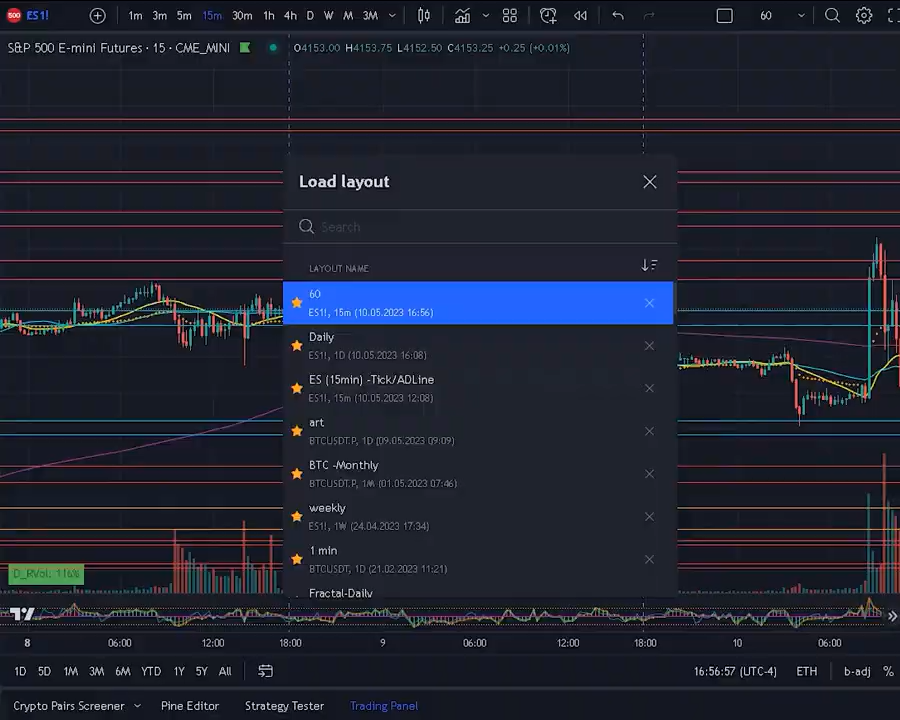 500 ES1! 1m 3m 5m 15m 30m 1h 4h D W M 3M 60
S&P 500 E-mini Futures · 15 · CME_MINI O4153.00 H4153.75 L4152.50 C4153.25 +0.25 (+0.01%)
Load layout
Search
LAYOUT NAME
60
ES1!, 15m (10.05.2023 16:56)
Daily
ES1!, 1D (10.05.2023 16:08)
ES (15min) -Tick/ADLine
ES1!, 15m (10.05.2023 12:08)
art
BTCUSDT.P, 1D (09.05.2023 09:09)
BTC -Monthly
BTCUSDT.P, 1M (01.05.2023 07:46)
weekly
ES1!, 1W (24.04.2023 17:34)
1 min
BTCUSDT, 1D (21.02.2023 11:21)
Fractal-Daily
D_RVol: 116%
8 06:00 12:00 18:00 9 06:00 12:00 18:00 10 06:00
1D 5D 1M 3M 6M YTD 1Y 5Y All 16:56:57 (UTC-4) ETH b-adj %
Crypto Pairs Screener Pine Editor Strategy Tester Trading Panel